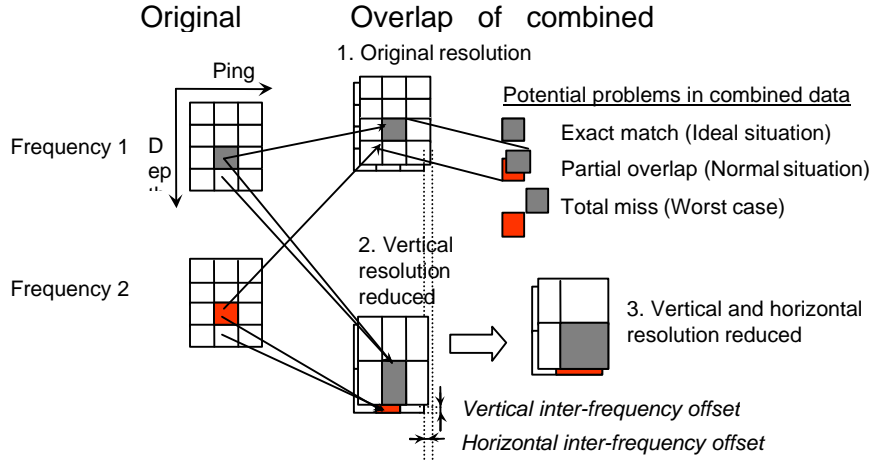 Original Overlap of combined
1. Original resolution
Ping
Potential problems in combined data
Frequency 1
D
ep
Exact match (Ideal situation)
Partial overlap (Normal situation)
Total miss (Worst case)
2. Vertical
resolution
reduced
Frequency 2
3. Vertical and horizontal
resolution reduced
Vertical inter-frequency offset
Horizontal inter-frequency offset